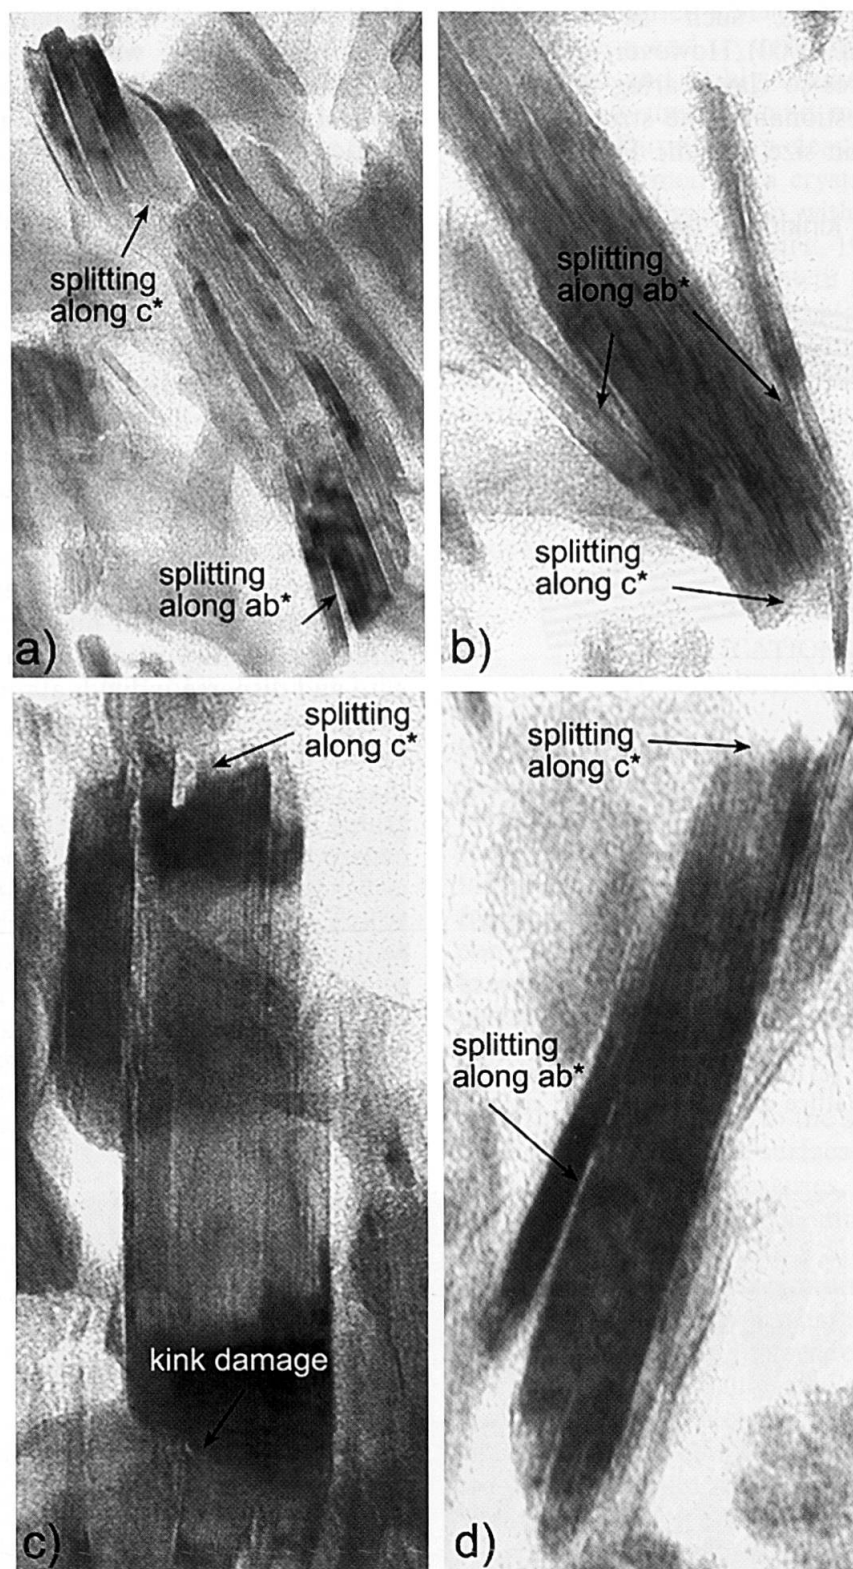 splitting
along c*
splitting
along ab*
a)
splitting
along ab*
splitting
along c*
b)
splitting
along c*
kink damage
c)
splitting
along c*
splitting
along ab*
d)